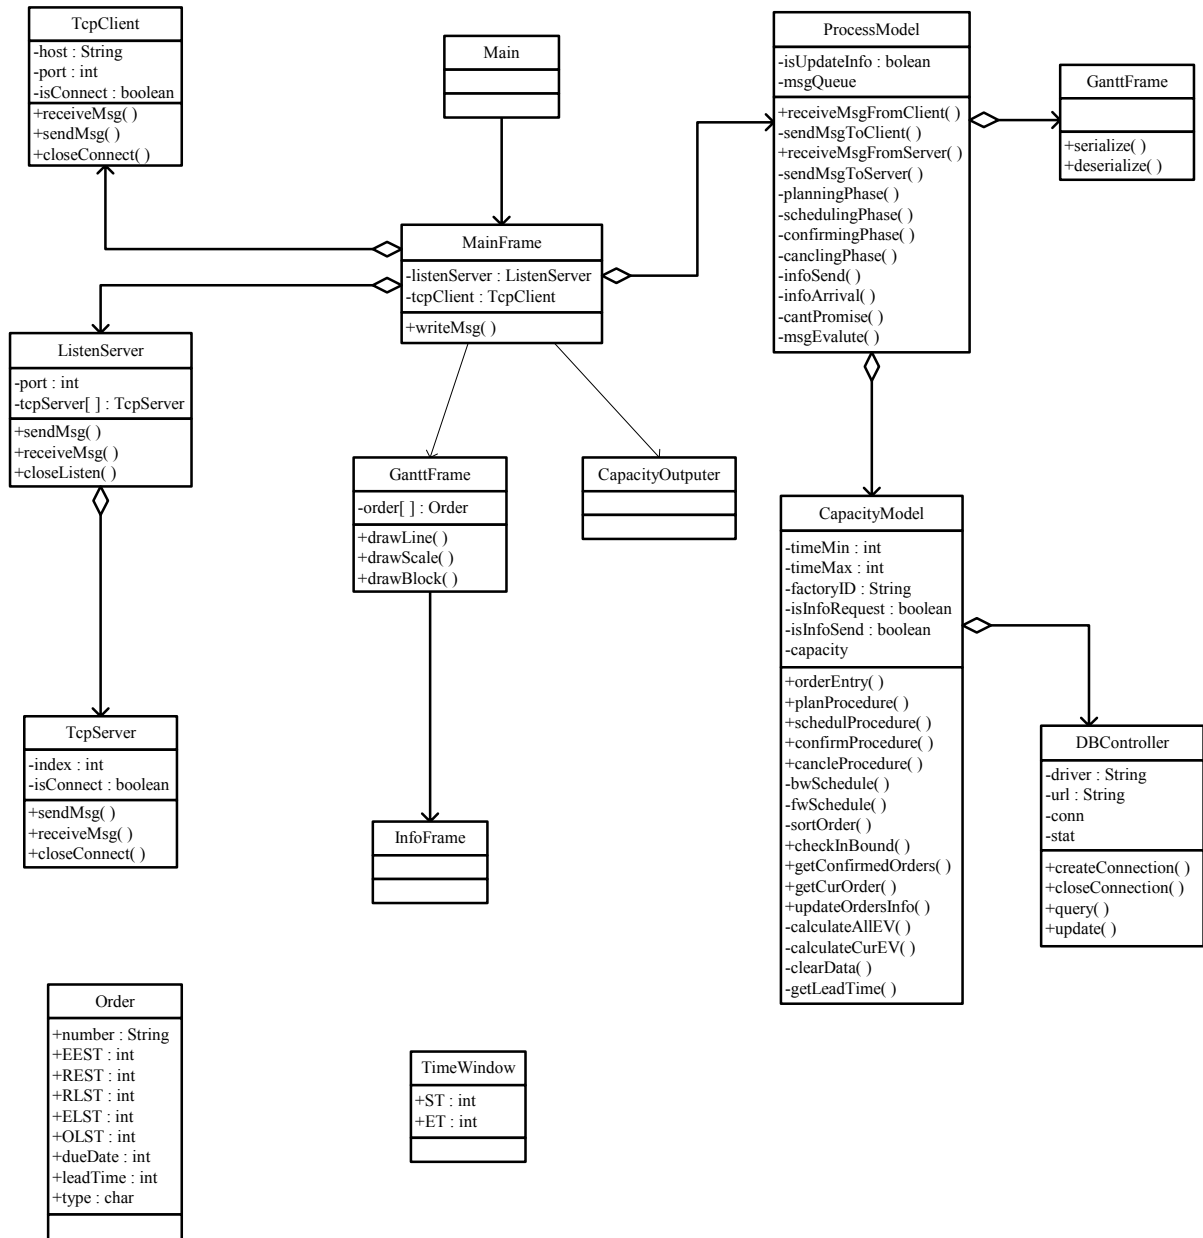 TcpClient
-host : String
-port : int
-isConnect : boolean
+receiveMsg( )
+sendMsg( )
+closeConnect( )
Main
ProcessModel
-isUpdateInfo : bolean
-msgQueue
+receiveMsgFromClient( )
-sendMsgToClient( )
+receiveMsgFromServer( )
-sendMsgToServer( )
-planningPhase( )
-schedulingPhase( )
-confirmingPhase( )
-canclingPhase( )
-infoSend( )
-infoArrival( )
-cantPromise( )
-msgEvalute( )
GanttFrame
+serialize( )
+deserialize( )
MainFrame
-listenServer : ListenServer
-tcpClient : TcpClient
+writeMsg( )
ListenServer
-port : int
-tcpServer[ ] : TcpServer
+sendMsg( )
+receiveMsg( )
+closeListen( )
GanttFrame
-order[ ] : Order
+drawLine( )
+drawScale( )
+drawBlock( )
CapacityOutputer
CapacityModel
-timeMin : int
-timeMax : int
-factoryID : String
-isInfoRequest : boolean
-isInfoSend : boolean
-capacity
+orderEntry( )
+planProcedure( )
+schedulProcedure( )
+confirmProcedure( )
+cancleProcedure( )
-bwSchedule( )
-fwSchedule( )
-sortOrder( )
+checkInBound( )
+getConfirmedOrders( )
+getCurOrder( )
+updateOrdersInfo( )
-calculateAllEV( )
-calculateCurEV( )
-clearData( )
-getLeadTime( )
TcpServer
-index : int
-isConnect : boolean
+sendMsg( )
+receiveMsg( )
+closeConnect( )
DBController
-driver : String
-url : String
-conn
-stat
+createConnection( )
+closeConnection( )
+query( )
+update( )
InfoFrame
Order
+number : String
+EEST : int
+REST : int
+RLST : int
+ELST : int
+OLST : int
+dueDate : int
+leadTime : int
+type : char
TimeWindow
+ST : int
+ET : int